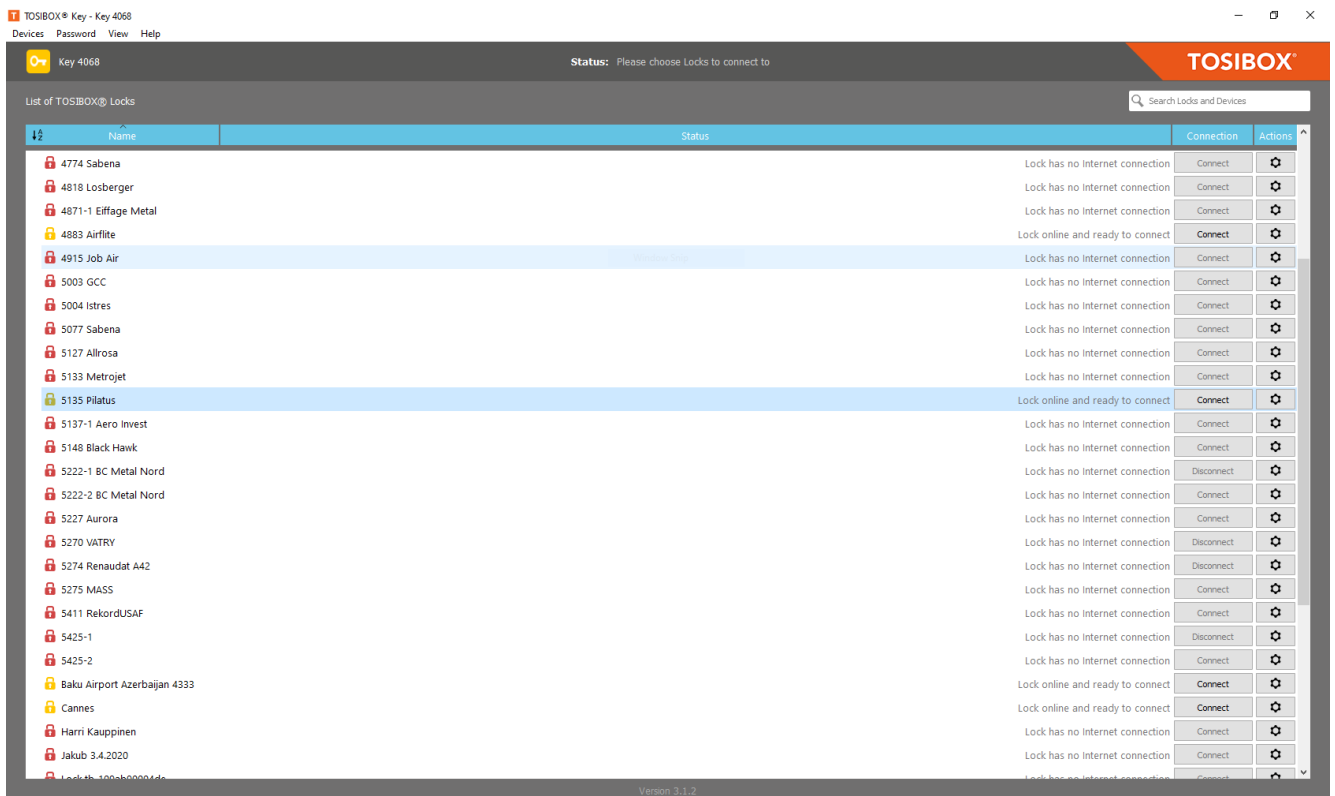 TOSIBOX® Key - Key 4068
Devices Password View Help
Key 4068 Status: Please choose Locks to connect to TOSIBOX®
List of TOSIBOX® Locks Search Locks and Devices
Name Status Connection Actions
4774 Sabena Lock has no Internet connection Connect
4818 Losberger Lock has no Internet connection Connect
4871-1 Eiffage Metal Lock has no Internet connection Connect
4883 Airflite Lock online and ready to connect Connect
4915 Job Air Lock has no Internet connection Connect
5003 GCC Lock has no Internet connection Connect
5004 Istres Lock has no Internet connection Connect
5077 Sabena Lock has no Internet connection Connect
5127 Allrosa Lock has no Internet connection Connect
5133 Metrojet Lock has no Internet connection Connect
5135 Pilatus Lock online and ready to connect Connect
5137-1 Aero Invest Lock has no Internet connection Connect
5148 Black Hawk Lock has no Internet connection Connect
5222-1 BC Metal Nord Lock has no Internet connection Disconnect
5222-2 BC Metal Nord Lock has no Internet connection Connect
5227 Aurora Lock has no Internet connection Connect
5270 VATRY Lock has no Internet connection Disconnect
5274 Renaudat A42 Lock has no Internet connection Disconnect
5275 MASS Lock has no Internet connection Connect
5411 RekordUSAF Lock has no Internet connection Connect
5425-1 Lock has no Internet connection Disconnect
5425-2 Lock has no Internet connection Connect
Baku Airport Azerbaijan 4333 Lock online and ready to connect Connect
Cannes Lock online and ready to connect Connect
Harri Kauppinen Lock has no Internet connection Connect
Jakub 3.4.2020 Lock has no Internet connection Connect
Lock has no Internet connection Connect
Version 3.1.2